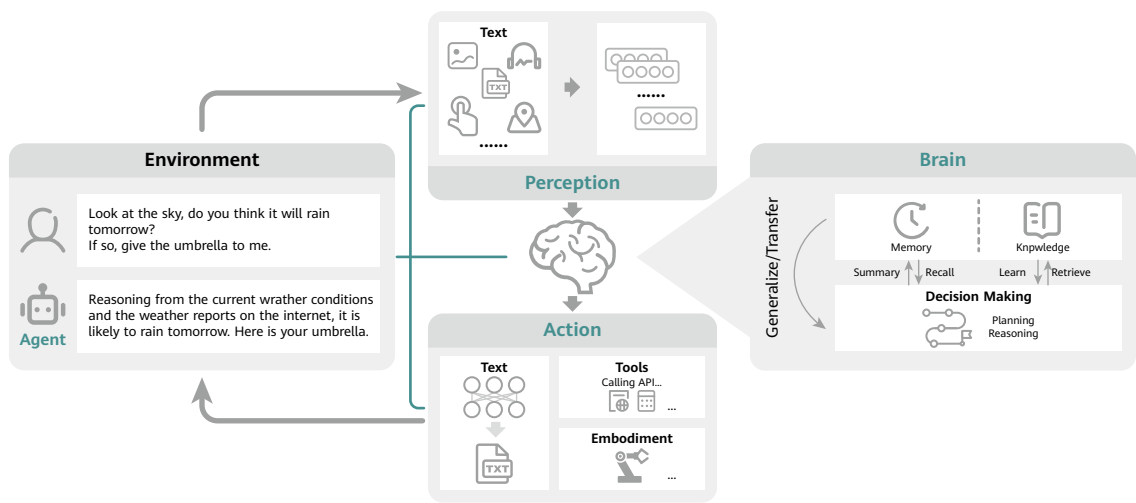 Text
TXT
......
......
Perception
Environment
Look at the sky, do you think it will rain
tomorrow?
If so, give the umbrella to me.
Agent
Reasoning from the current wrather conditions
and the weather reports on the internet, it is
likely to rain tomorrow. Here is your umbrella.
Action
Text
TXT
Tools
Calling API...
...
Embodiment
...
Brain
Generalize/Transfer
Memory
Knpwledge
Summary
Recall
Learn
Retrieve
Decision Making
Planning
Reasoning